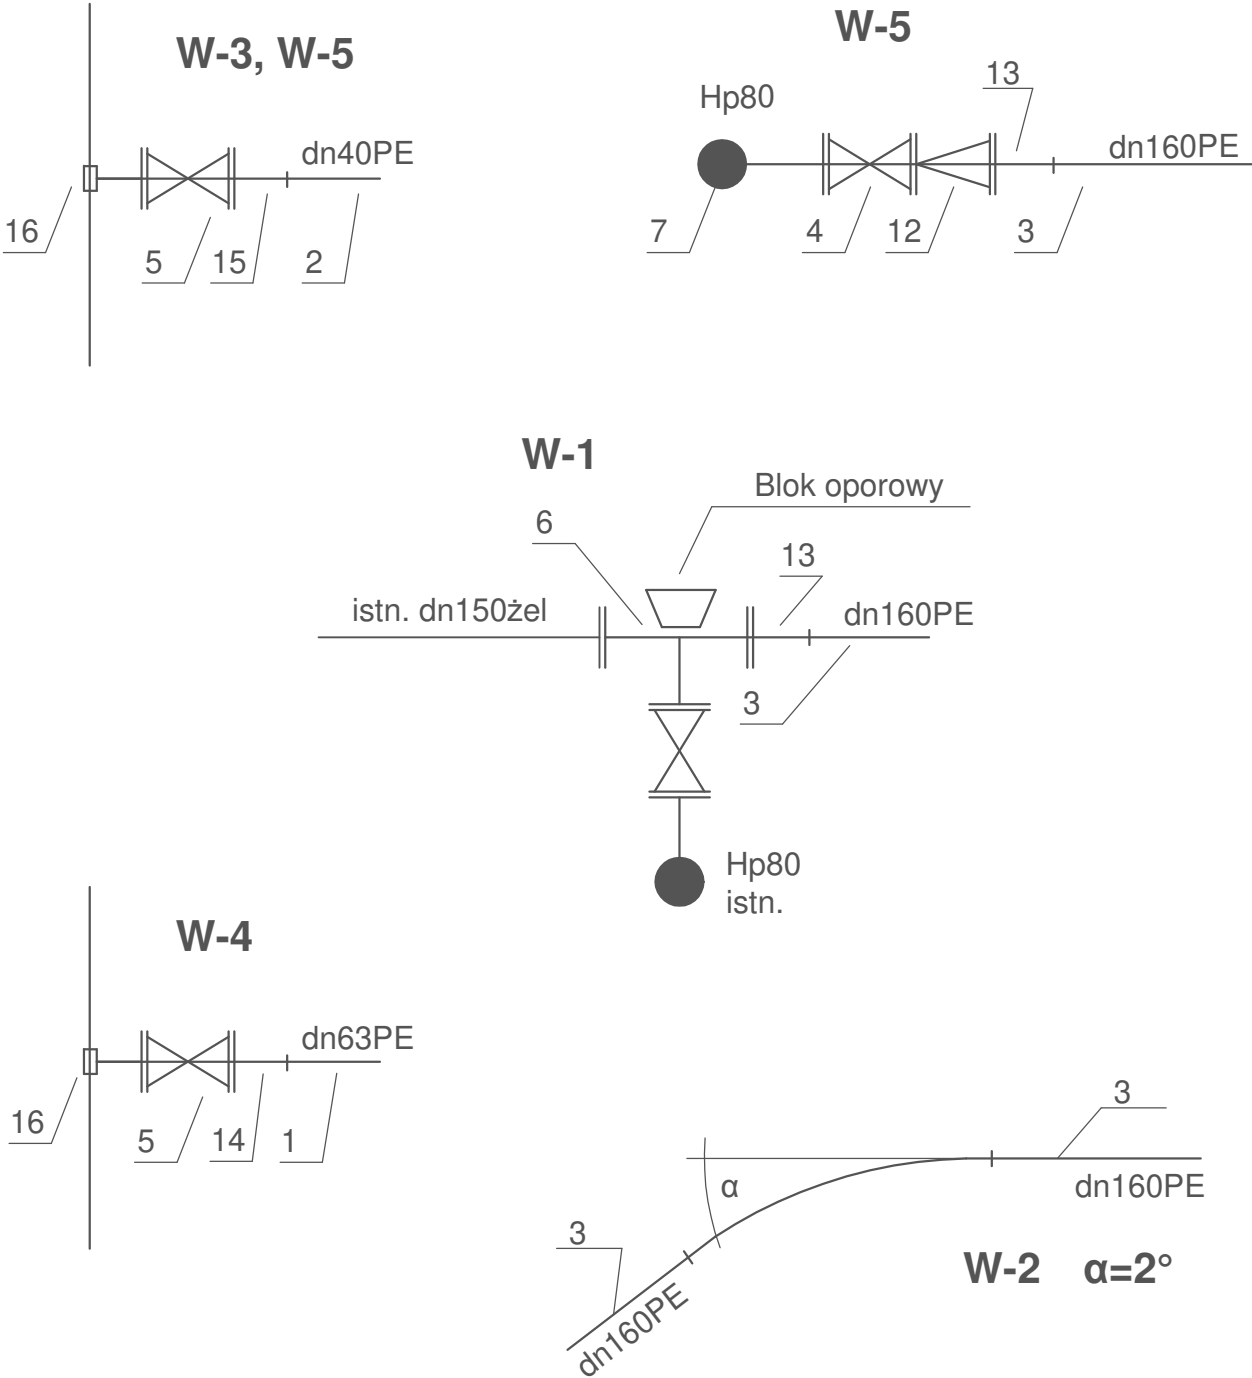 W-3, W-5
dn40PE
16
5
15
2
W-5
Hp80
13
dn160PE
7
4
12
3
W-1
Blok oporowy
6
13
istn. dn150żel
dn160PE
3
Hp80
istn.
W-4
dn63PE
16
5
14
1
3
dn160PE
α
3
dn160PE
W-2 α=2°